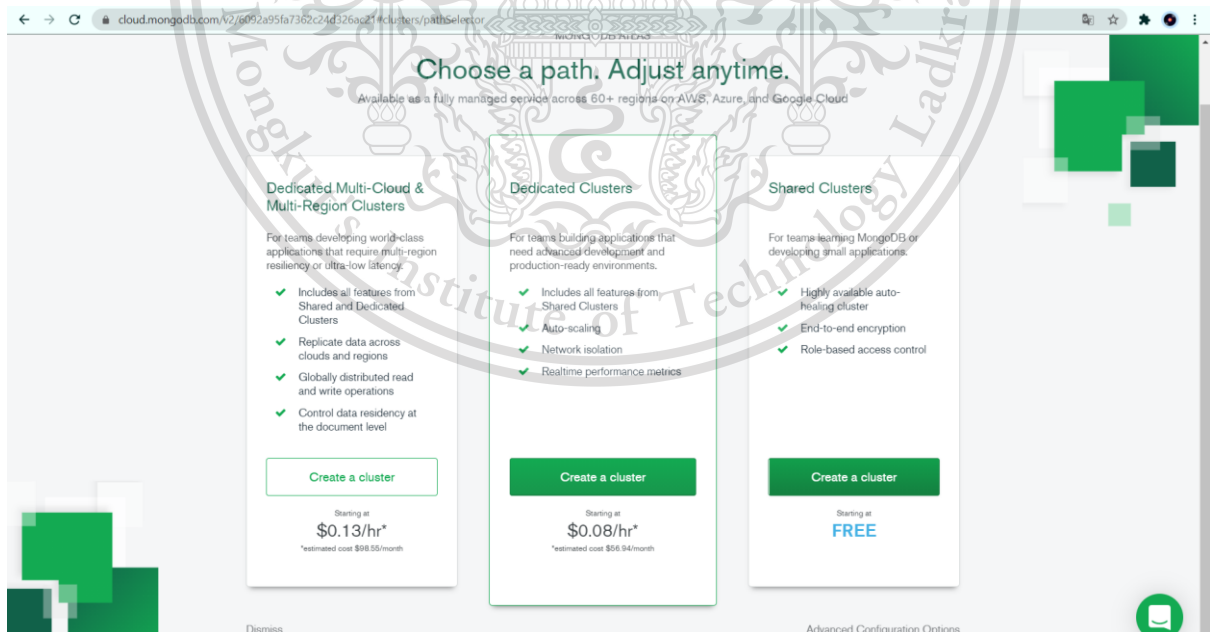 cloud.mongodb.com/v2/6092a95fa7362c24d326ac21#clusters/pathSelector
MONGODB ATLAS
Choose a path. Adjust anytime.
Available as a fully managed service across 60+ regions on AWS, Azure, and Google Cloud
Dedicated Multi-Cloud &
Multi-Region Clusters
For teams developing world-class
applications that require multi-region
resiliency or ultra-low latency.
Includes all features from
Shared and Dedicated
Clusters
Replicate data across
clouds and regions
Globally distributed read
and write operations
Control data residency at
the document level
Create a cluster
Starting at
$0.13/hr*
*estimated cost $98.55/month
Dedicated Clusters
For teams building applications that
need advanced development and
production-ready environments.
Includes all features from
Shared Clusters
Auto-scaling
Network isolation
Realtime performance metrics
Create a cluster
Starting at
$0.08/hr*
*estimated cost $56.94/month
Shared Clusters
For teams learning MongoDB or
developing small applications.
Highly available auto-
healing cluster
End-to-end encryption
Role-based access control
Create a cluster
Starting at
FREE
Dismiss
Advanced Configuration Options
Mongkut's Institute of Technology Ladkr